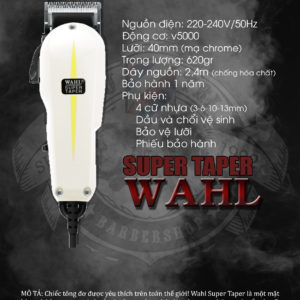 Nguồn điện: 220-240V/50Hz
Động cơ: v5000
Lưỡi: 40mm (mạ chrome)
Trọng lượng: 620gr
Dây nguồn: 2,4m (chống hóa chất)
Bảo hành 1 năm
Phụ kiện:
4 cữ nhựa (3-6-10-13mm)
Dầu và chổi vệ sinh
Bảo vệ lưỡi
Phiếu bảo hành
WAHL
SUPER TAPER
SUPER TAPER
WAHL
BARBERSHOP
MÔ TẢ: Chiếc tông đơ được yêu thích trên toàn thế giới! Wahl Super Taper là một mặt